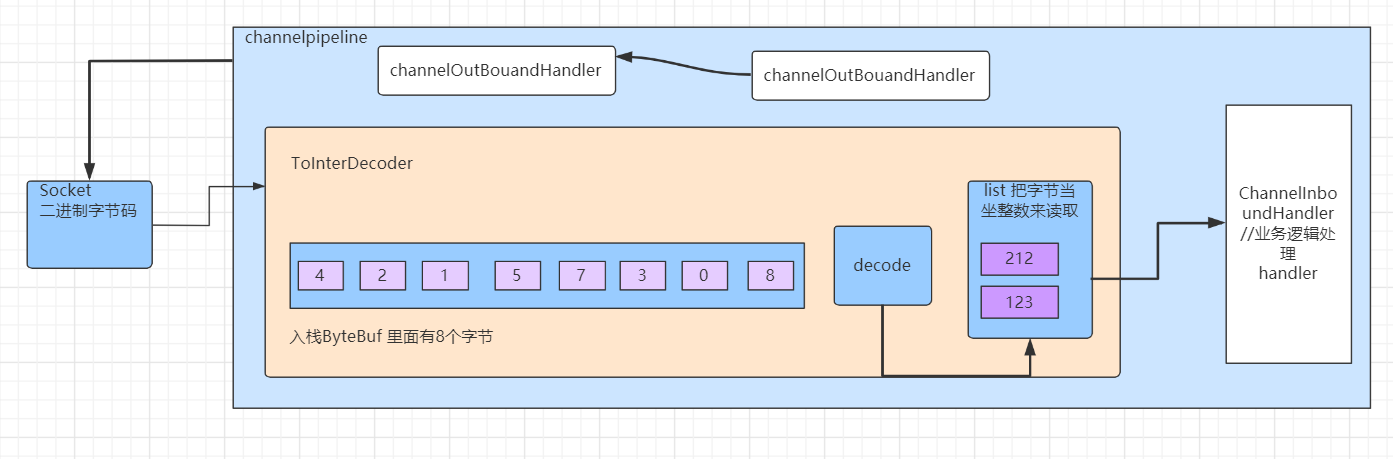 channelpipeline
channelOutBouandHandler
channelOutBouandHandler
ToInterDecoder
Socket
二进制字节码
list 把字节当
坐整数来读取
ChannelInbo
undHandler
//业务逻辑处
理
handler
4 2 1 5 7 3 0 8
decode
212
123
入栈ByteBuf 里面有8个字节